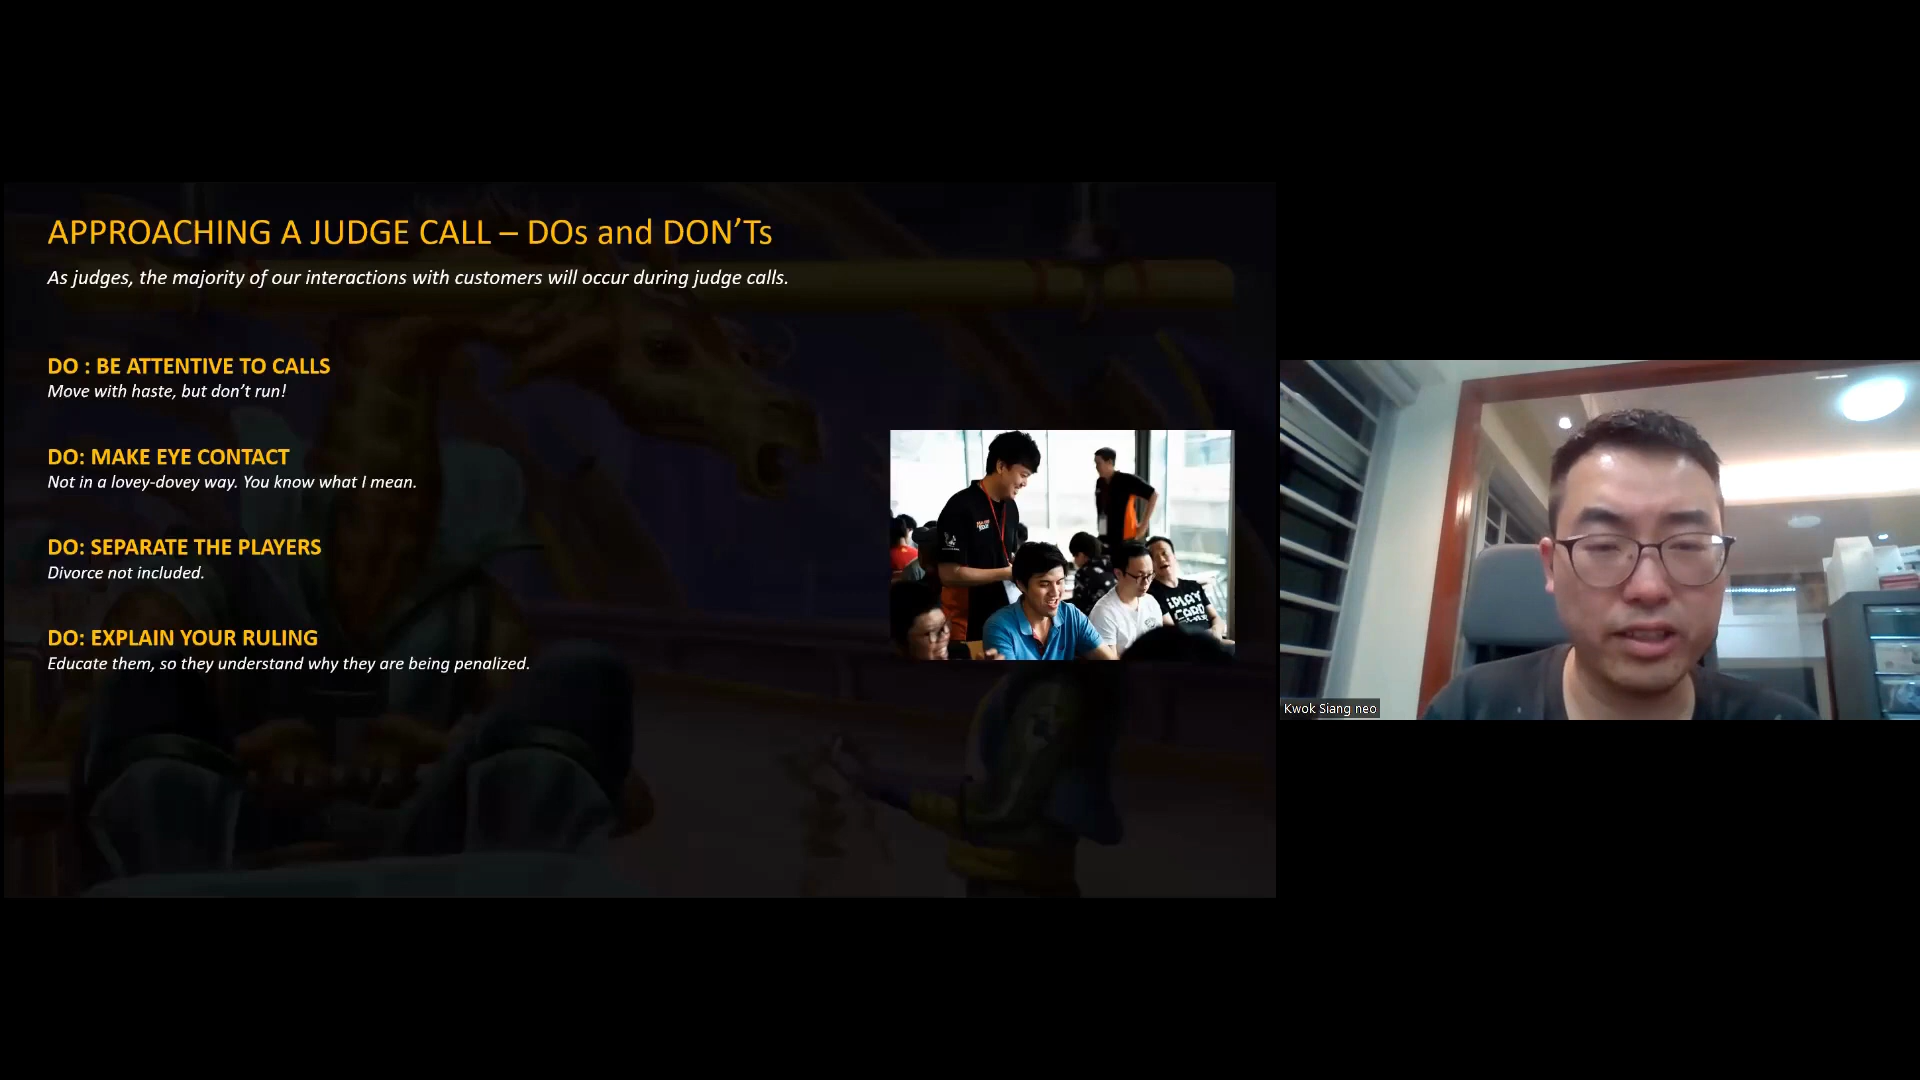 APPROACHING A JUDGE CALL – DOs and DON'Ts
As judges, the majority of our interactions with customers will occur during judge calls.
DO : BE ATTENTIVE TO CALLS
Move with haste, but don't run!
DO: MAKE EYE CONTACT
Not in a lovey-dovey way. You know what I mean.
DO: SEPARATE THE PLAYERS
Divorce not included.
DO: EXPLAIN YOUR RULING
Educate them, so they understand why they are being penalized.
PLAY
CARD
Kwok Siang neo